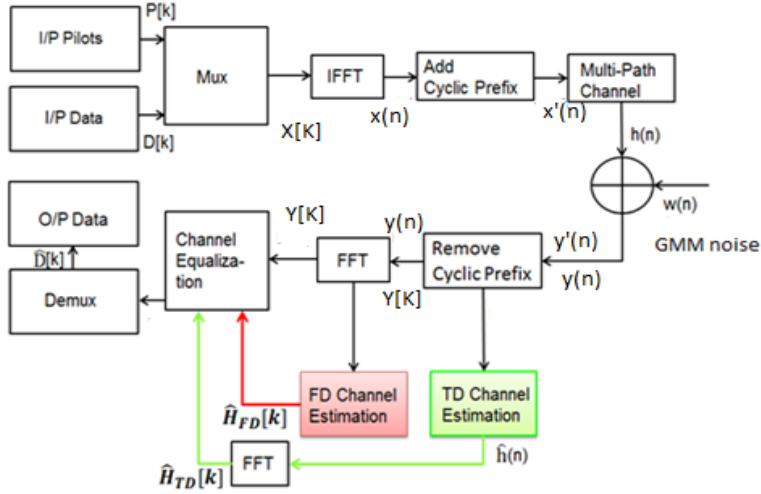 P[k]
I/P Pilots
Mux
IFFT
Add
Cyclic Prefix
Multi-Path
Channel
I/P Data
D[k]
X[K]
x(n)
x'(n)
h(n)
w(n)
GMM noise
O/P Data
D̂[k]
Demux
Channel
Equaliza-
tion
Y[K]
FFT
y(n)
Y[K]
Remove
Cyclic Prefix
y'(n)
y(n)
FD Channel
Estimation
TD Channel
Estimation
Ĥ_FD[k]
ĥ(n)
FFT
Ĥ_TD[k]